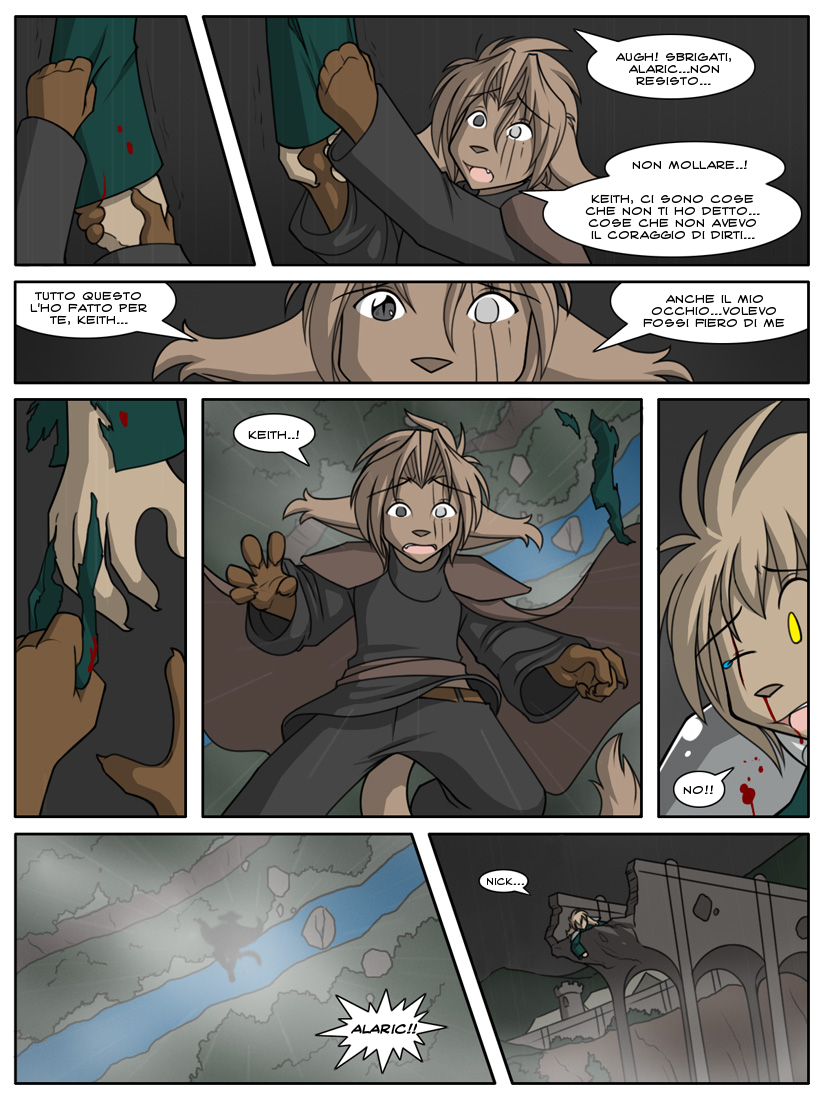 AUGH! SBRIGATI,
ALARIC...NON
RESISTO...
NON MOLLARE..!
KEITH, CI SONO COSE
CHE NON TI HO DETTO...
COSE CHE NON AVEVO
IL CORAGGIO DI DIRTI...
TUTTO QUESTO
L'HO FATTO PER
TE, KEITH...
ANCHE IL MIO
OCCHIO...VOLEVO
FOSSI FIERO DI ME
KEITH..!
NO!!
ALARIC!!
NICK...